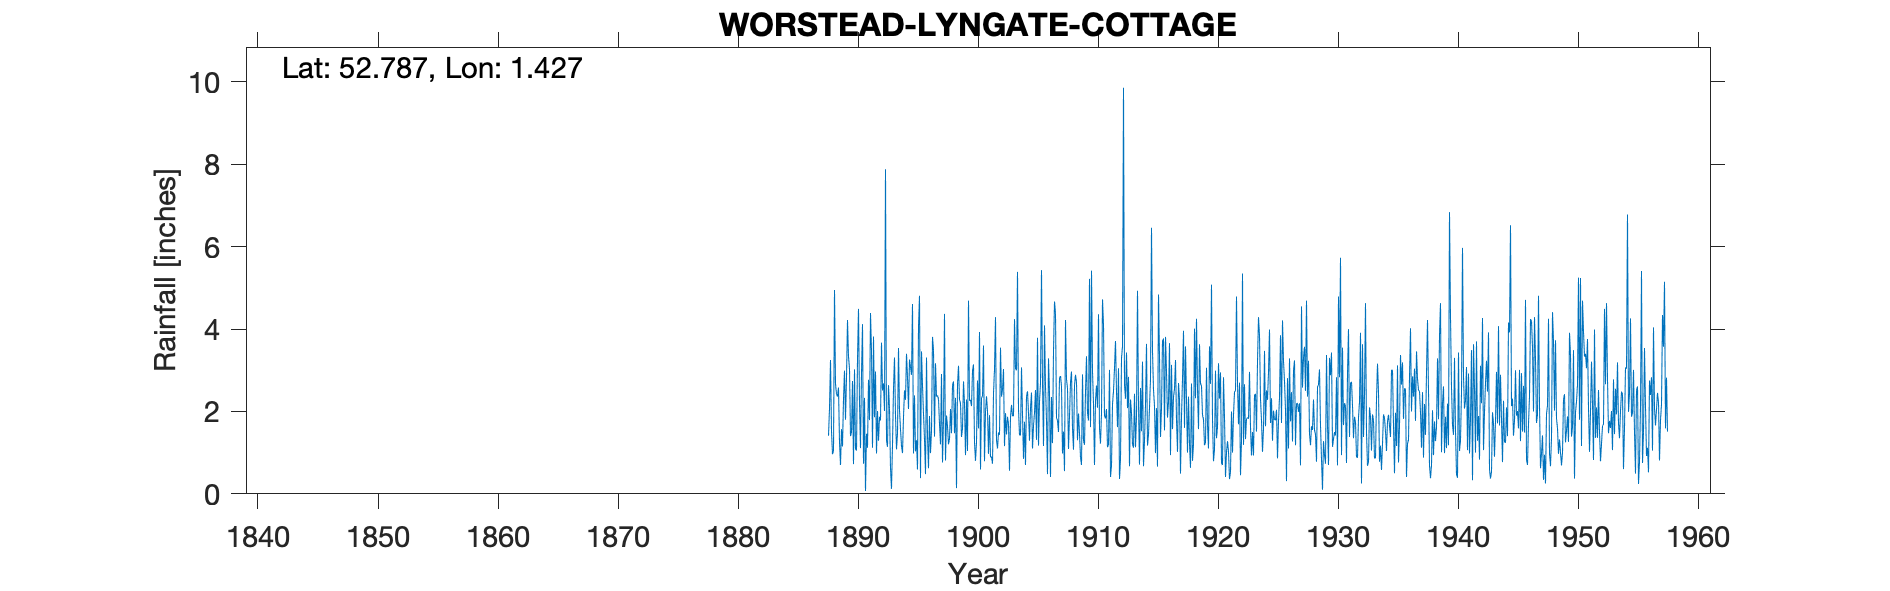 WORSTEAD-LYNGATE-COTTAGE
Lat: 52.787, Lon: 1.427
10
8
6
4
2
0
Rainfall [inches]
1840 1850 1860 1870 1880 1890 1900 1910 1920 1930 1940 1950 1960
Year